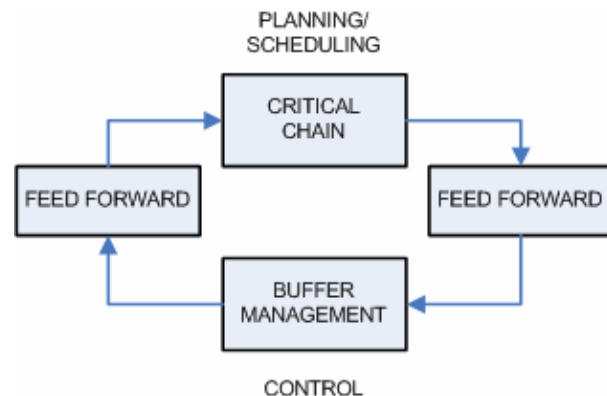 PLANNING/
SCHEDULING
CRITICAL
CHAIN
FEED FORWARD
FEED FORWARD
BUFFER
MANAGEMENT
CONTROL